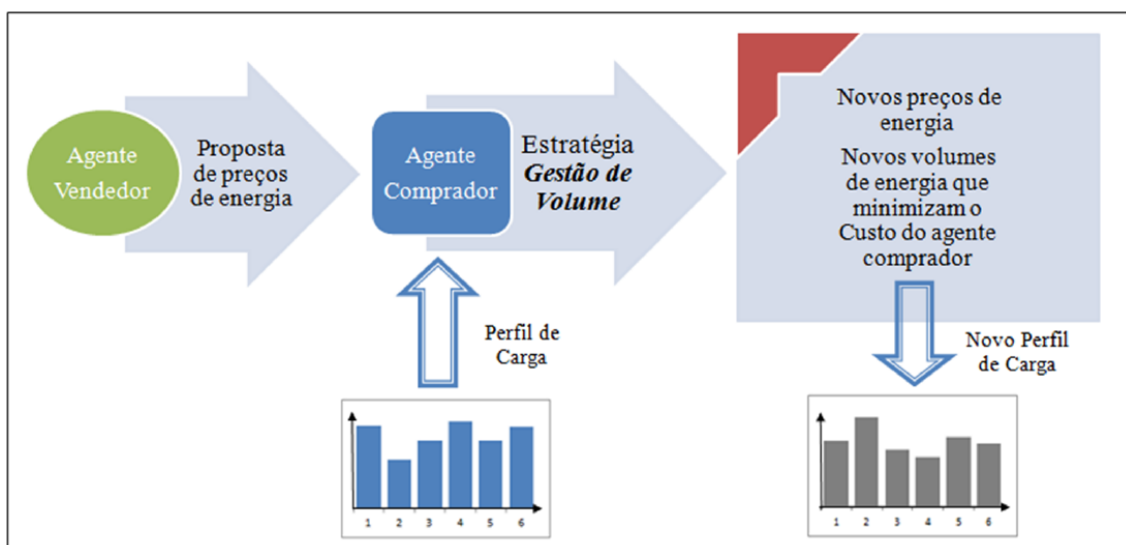 Agente
Vendedor
Proposta
de preços
de energia
Agente
Comprador
Estratégia
Gestão de
Volume
Novos preços de
energia
Novos volumes
de energia que
minimizam o
Custo do agente
comprador
Perfil de
Carga
Novo Perfil
de Carga
1 2 3 4 5 6
1 2 3 4 5 6